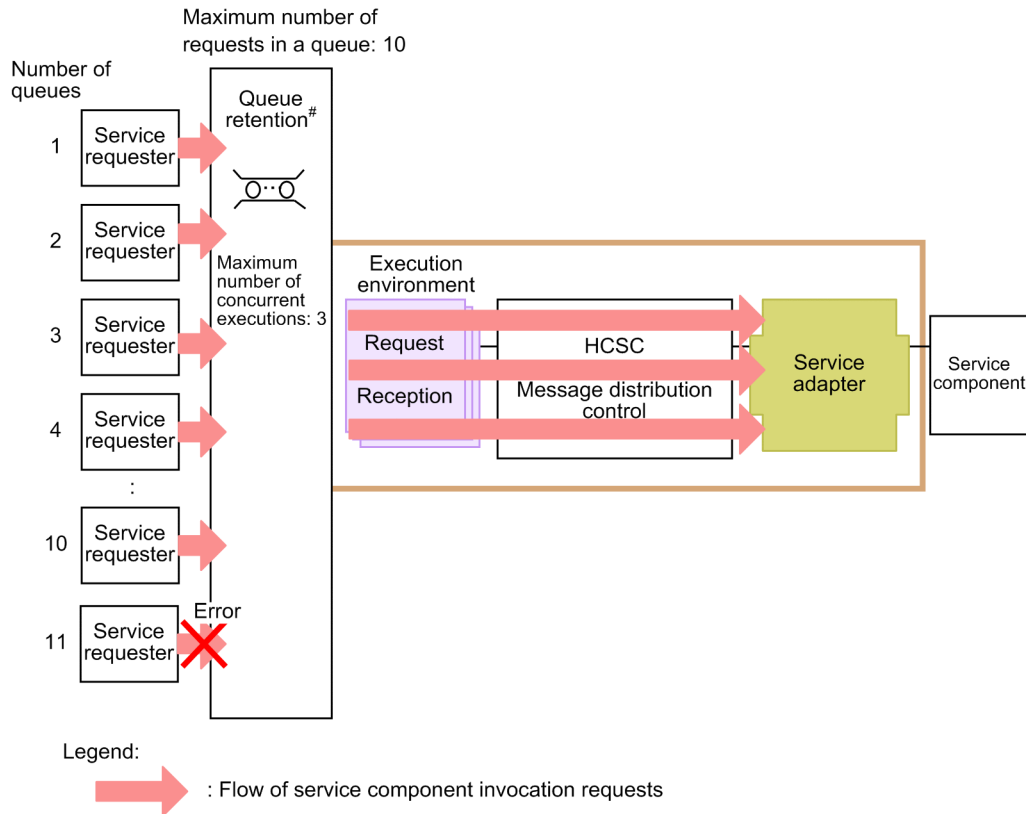 Maximum number of
requests in a queue: 10
Number of
queues
1
Service
requester
2
Service
requester
3
Service
requester
4
Service
requester
:
10
Service
requester
11
Service
requester
Error
Queue
retention#
Maximum
number of
concurrent
executions: 3
Execution
environment
Request
Reception
HCSC
Message distribution
control
Service
adapter
Service
component
Legend:
: Flow of service component invocation requests